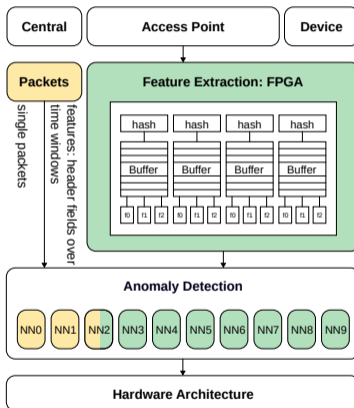 Central
Access Point
Device
Packets
Feature Extraction: FPGA
features: header fields over
time windows
single packets
hash
hash
hash
hash
Buffer
Buffer
Buffer
Buffer
f0
f1
f2
f0
f1
f2
f0
f1
f2
f0
f1
f2
Anomaly Detection
NN0
NN1
NN2
NN3
NN4
NN5
NN6
NN7
NN8
NN9
Hardware Architecture